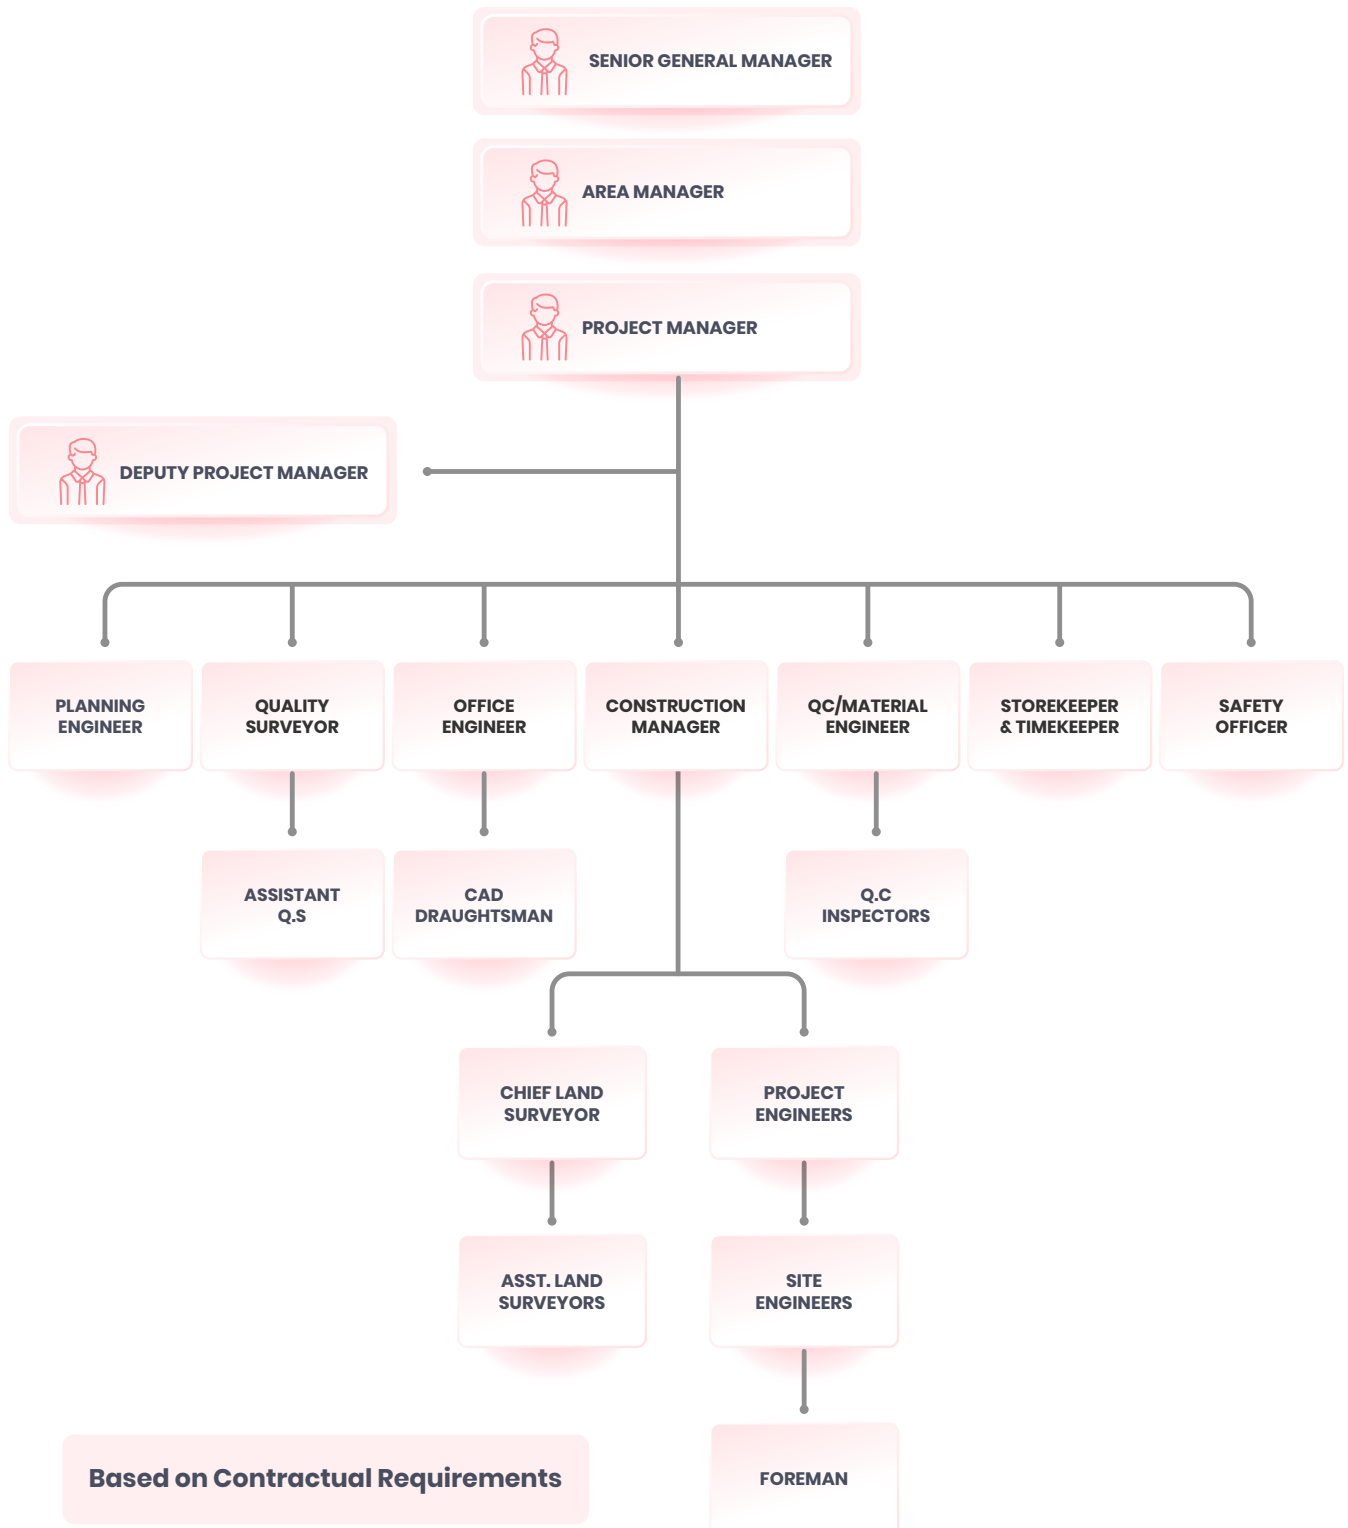 SENIOR GENERAL MANAGER
AREA MANAGER
PROJECT MANAGER
DEPUTY PROJECT MANAGER
PLANNING
ENGINEER
QUALITY
SURVEYOR
OFFICE
ENGINEER
CONSTRUCTION
MANAGER
QC/MATERIAL
ENGINEER
STOREKEEPER
& TIMEKEEPER
SAFETY
OFFICER
ASSISTANT
Q.S
CAD
DRAUGHTSMAN
Q.C
INSPECTORS
CHIEF LAND
SURVEYOR
PROJECT
ENGINEERS
ASST. LAND
SURVEYORS
SITE
ENGINEERS
Based on Contractual Requirements
FOREMAN